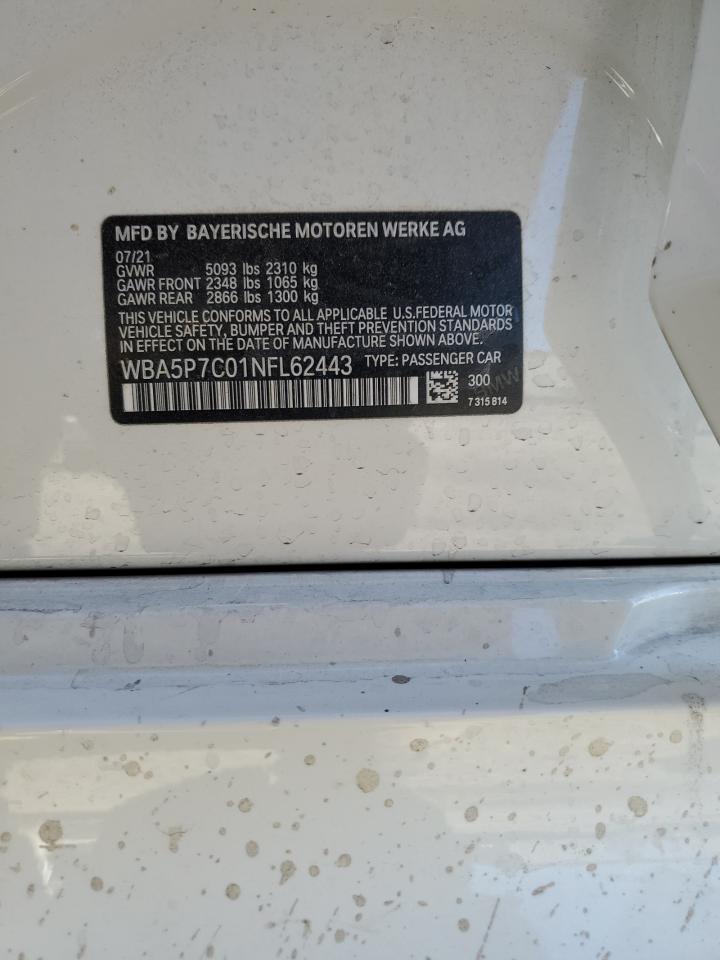 MFD BY BAYERISCHE MOTOREN WERKE AG
07/21
GVWR 5093 lbs 2310 kg
GAWR FRONT 2348 lbs 1065 kg
GAWR REAR 2866 lbs 1300 kg
THIS VEHICLE CONFORMS TO ALL APPLICABLE U.S.FEDERAL MOTOR
VEHICLE SAFETY, BUMPER AND THEFT PREVENTION STANDARDS
IN EFFECT ON THE DATE OF MANUFACTURE SHOWN ABOVE.
WBA5P7C01NFL62443 TYPE: PASSENGER CAR
300
7 315 814
BMW